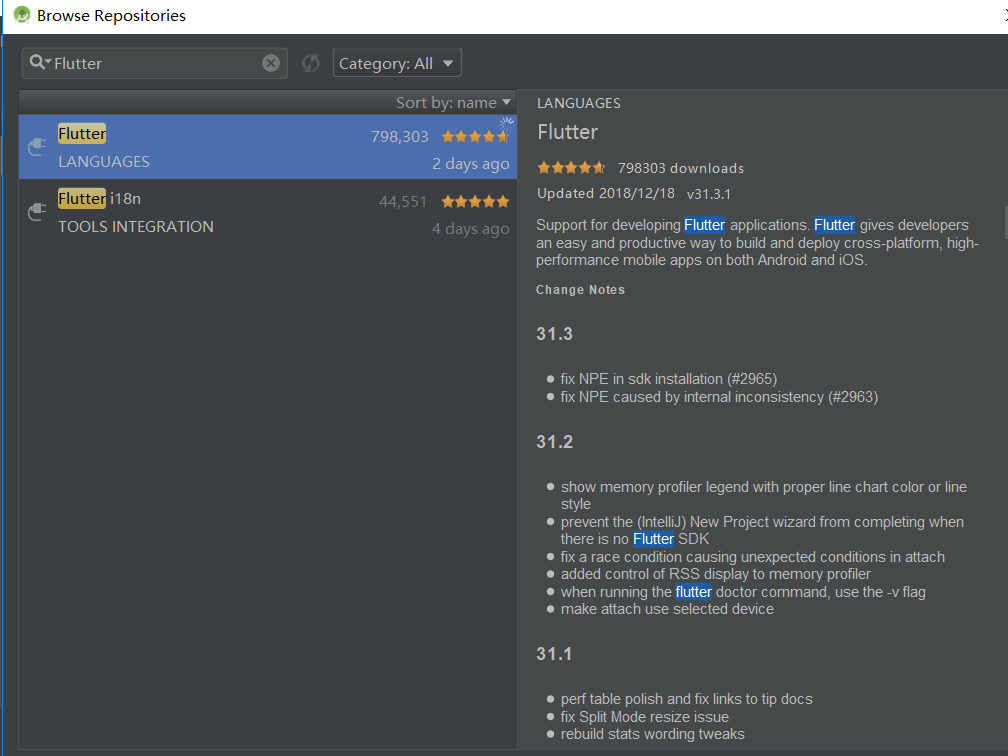 Browse Repositories
Flutter
Category: All
Sort by: name
Flutter
798,303
LANGUAGES
2 days ago
Flutter i18n
44,551
TOOLS INTEGRATION
4 days ago
LANGUAGES
Flutter
798303 downloads
Updated 2018/12/18 v31.3.1
Support for developing Flutter applications. Flutter gives developers
an easy and productive way to build and deploy cross-platform, high-
performance mobile apps on both Android and iOS.
Change Notes
31.3
fix NPE in sdk installation (#2965)
fix NPE caused by internal inconsistency (#2963)
31.2
show memory profiler legend with proper line chart color or line
style
prevent the (IntelliJ) New Project wizard from completing when
there is no Flutter SDK
fix a race condition causing unexpected conditions in attach
added control of RSS display to memory profiler
when running the flutter doctor command, use the -v flag
make attach use selected device
31.1
perf table polish and fix links to tip docs
fix Split Mode resize issue
rebuild stats wording tweaks